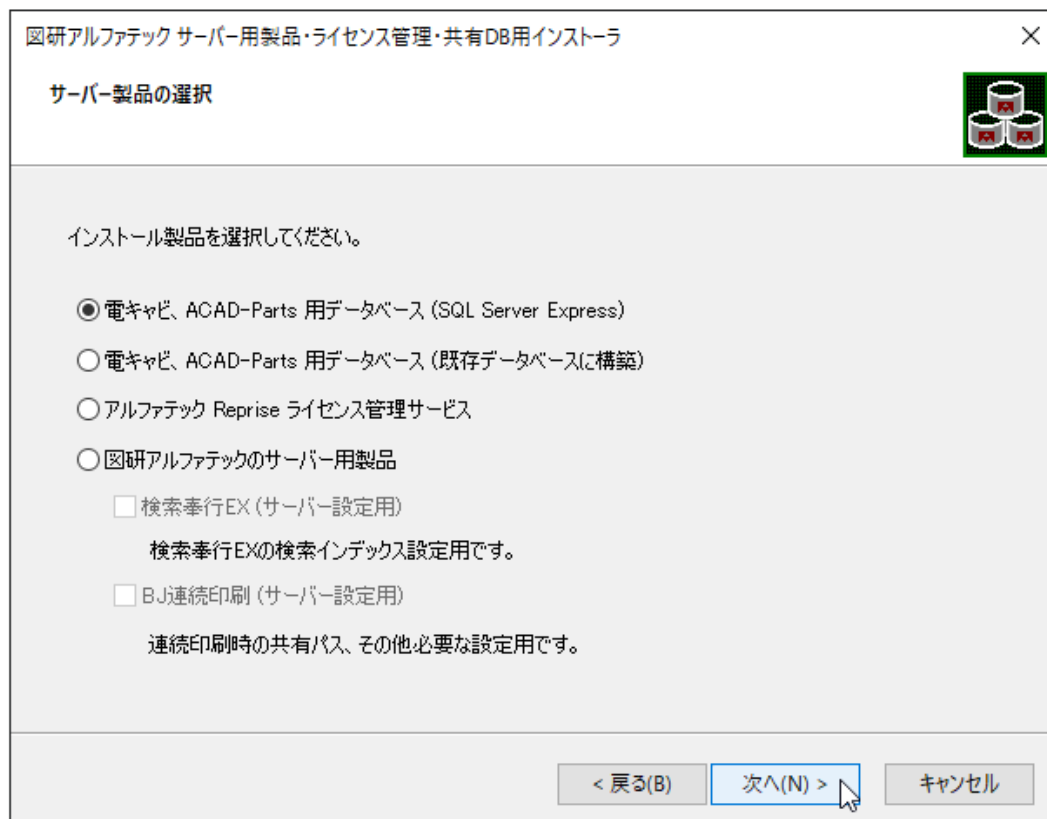 図研アルファテック サーバー用製品・ライセンス管理・共有DB用インストーラ
サーバー製品の選択
インストール製品を選択してください。
電キャビ、ACAD-Parts 用データベース (SQL Server Express)
電キャビ、ACAD-Parts 用データベース (既存データベースに構築)
アルファテック Reprise ライセンス管理サービス
図研アルファテックのサーバー用製品
検索奉行EX (サーバー設定用)
検索奉行EXの検索インデックス設定用です。
BJ連続印刷 (サーバー設定用)
連続印刷時の共有パス、その他必要な設定用です。
< 戻る(B) 次へ(N) > キャンセル